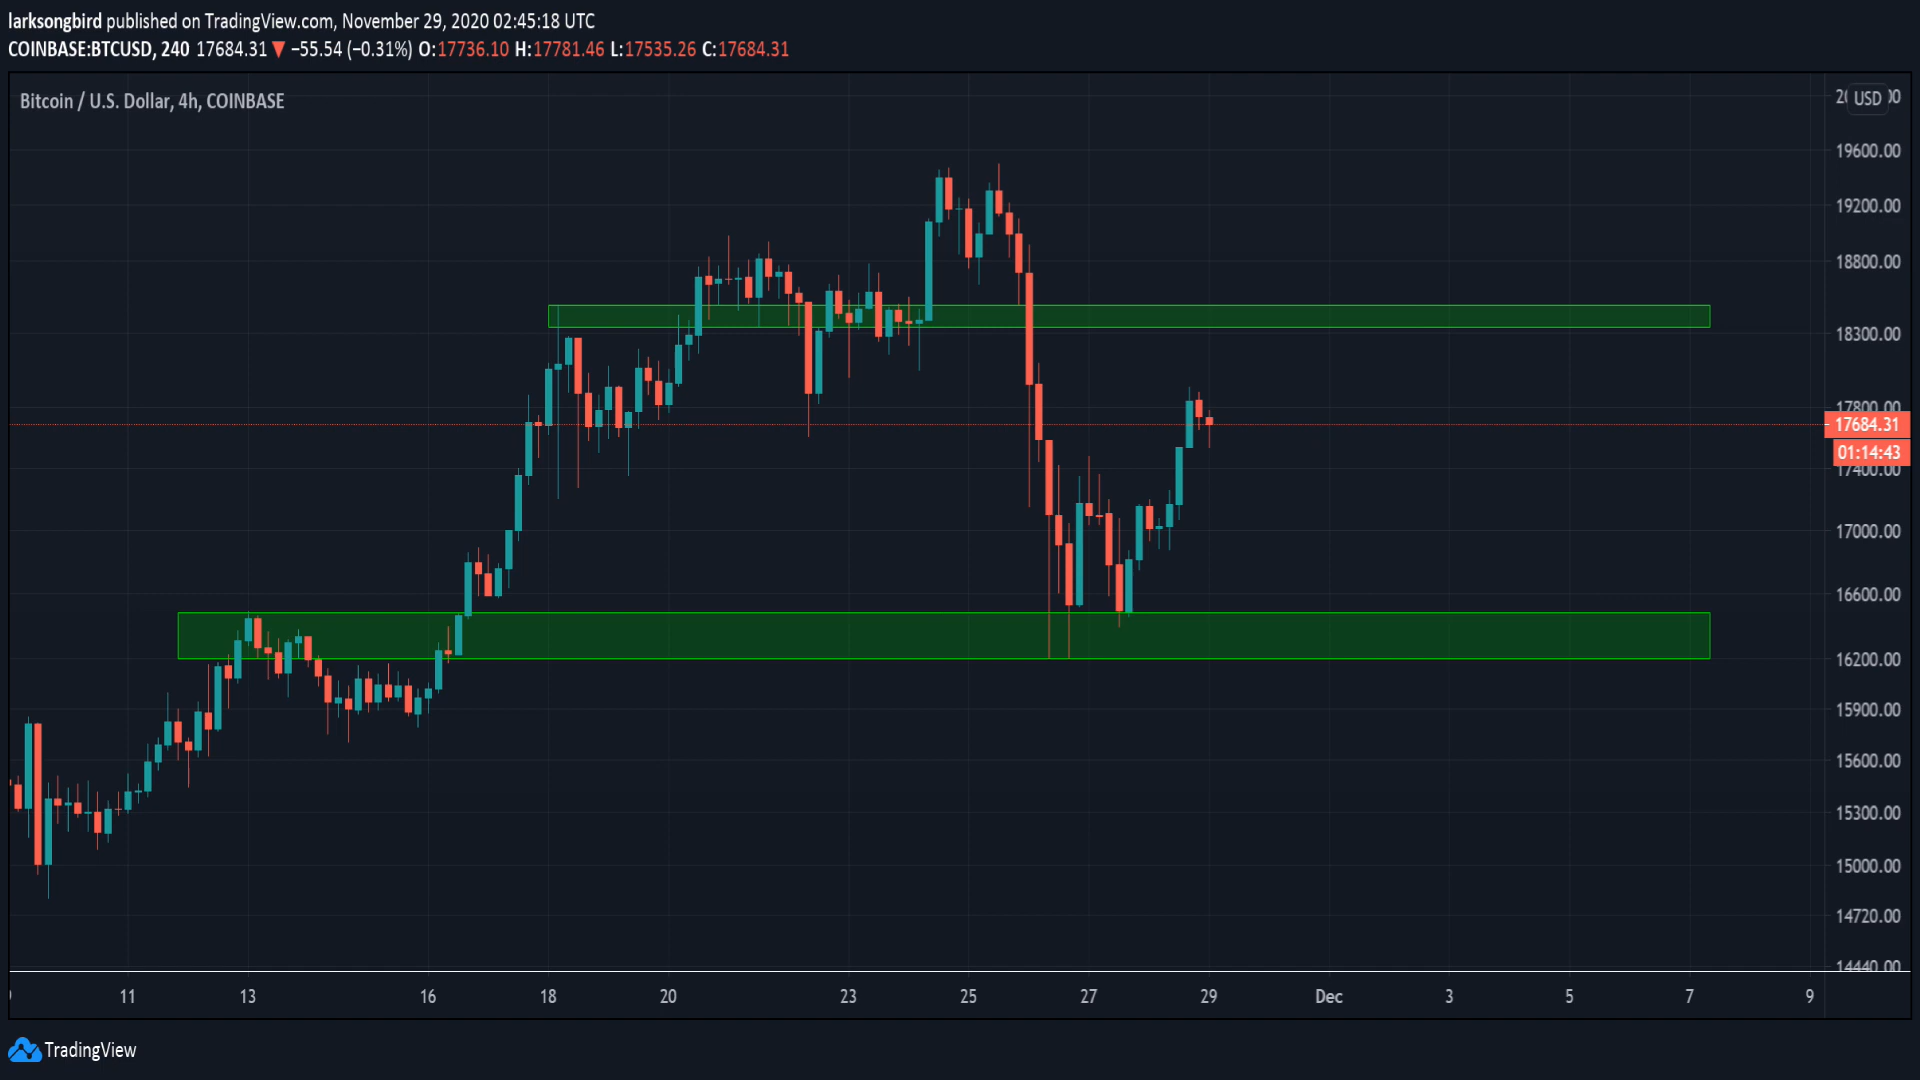 larksongbird published on TradingView.com, November 29, 2020 02:45:18 UTC
COINBASE:BTCUSD, 240 17684.31 ▼ −55.54 (−0.31%) O:17736.10 H:17781.46 L:17535.26 C:17684.31
Bitcoin / U.S. Dollar, 4h, COINBASE
USD
19600.00
19200.00
18800.00
18300.00
17800.00
17684.31
01:14:43
17400.00
17000.00
16600.00
16200.00
15900.00
15600.00
15300.00
15000.00
14720.00
14440.00
11 13 16 18 20 23 25 27 29 Dec 3 5 7 9
TradingView